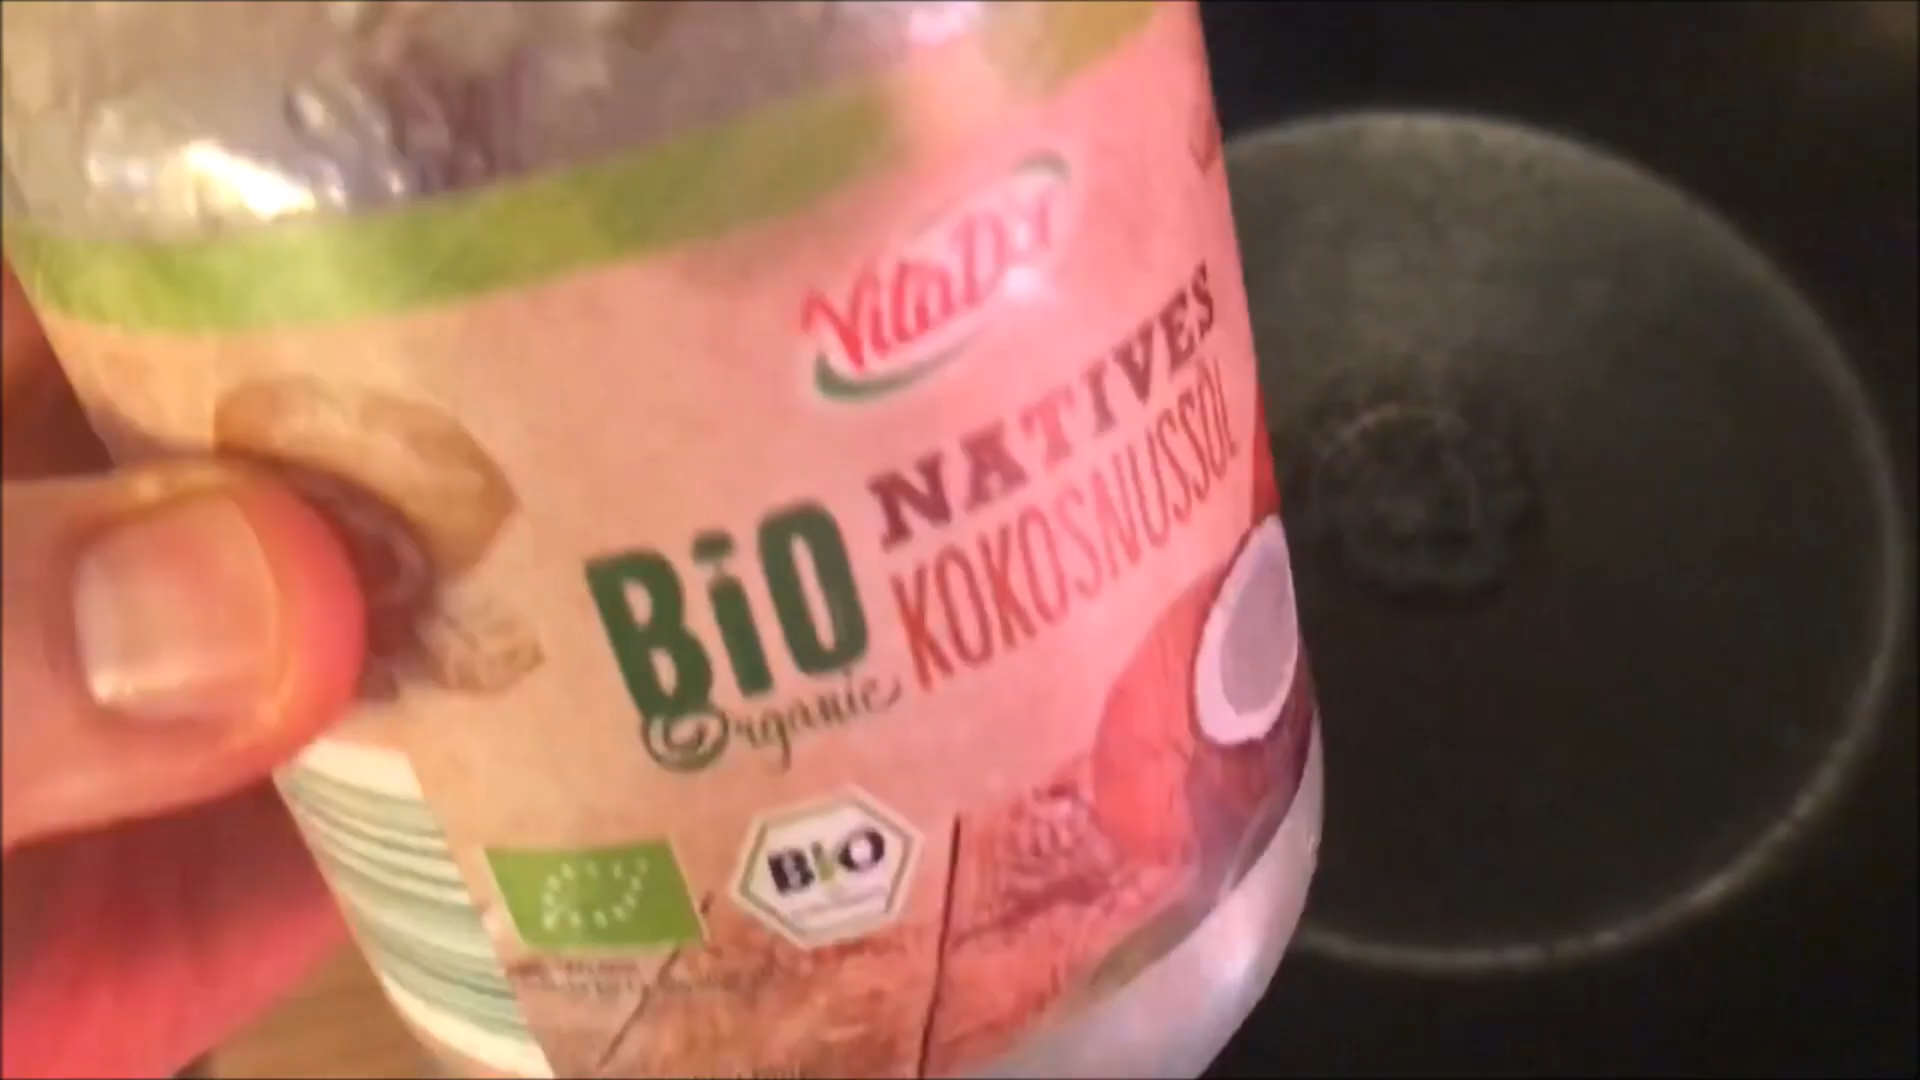 VitaD'or
NATIVES
KOKOSNUSSÖL
BiO
Organic
BiO